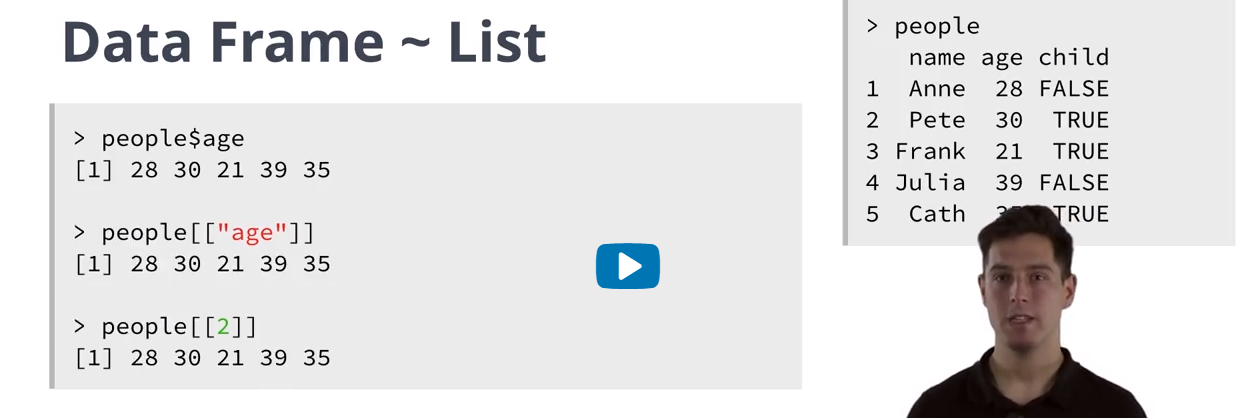 Data Frame ~ List
> people$age
[1] 28 30 21 39 35
> people[["age"]]
[1] 28 30 21 39 35
> people[[2]]
[1] 28 30 21 39 35
> people
name age child
1 Anne 28 FALSE
2 Pete 30 TRUE
3 Frank 21 TRUE
4 Julia 39 FALSE
5 Cath 35 TRUE